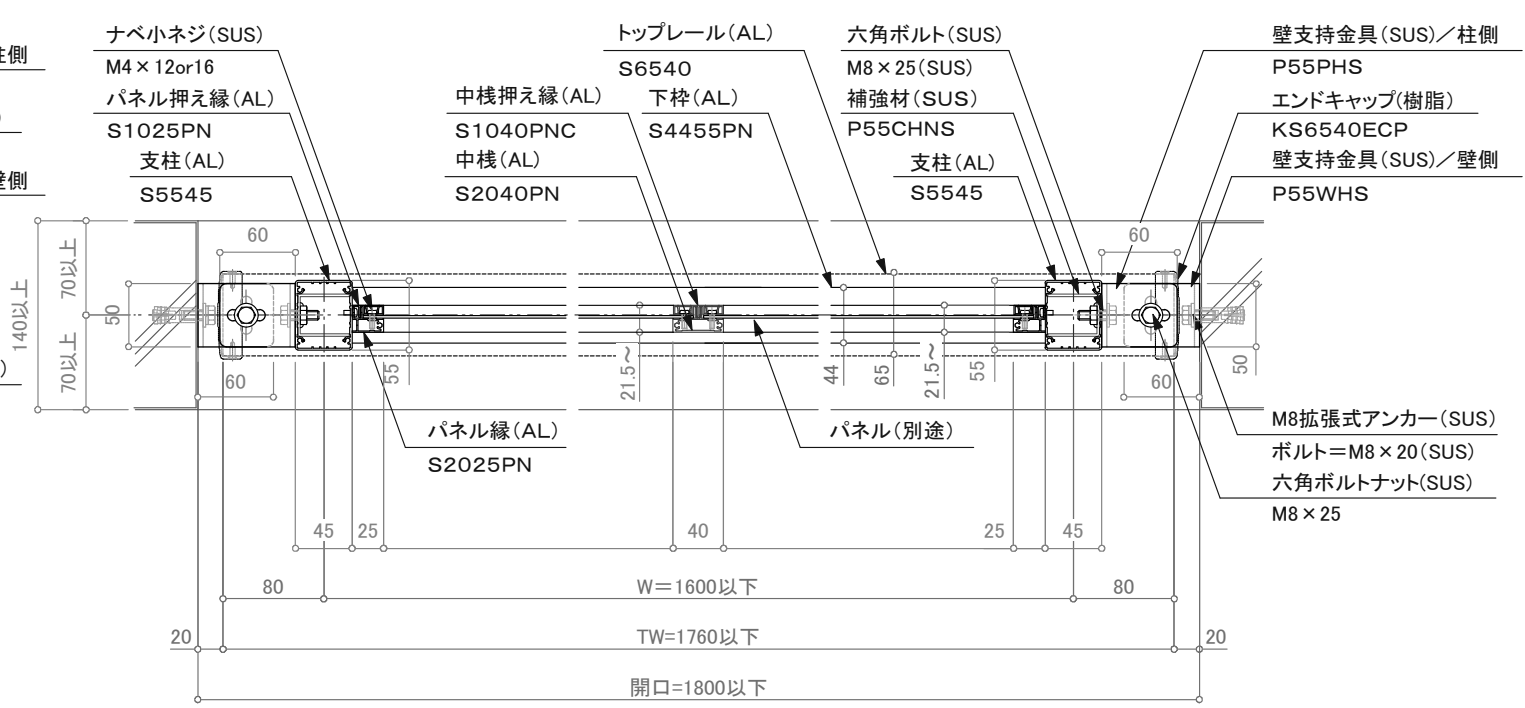 ナベ小ネジ(SUS)
M4×12or16
パネル押え縁(AL)
S1025PN
支柱(AL)
S5545
中桟押え縁(AL)
S1040PNC
中桟(AL)
S2040PN
トップレール(AL)
S6540
下枠(AL)
S4455PN
六角ボルト(SUS)
M8×25(SUS)
補強材(SUS)
P55CHNS
支柱(AL)
S5545
壁支持金具(SUS)/柱側
P55PHS
エンドキャップ(樹脂)
KS6540ECP
壁支持金具(SUS)/壁側
P55WHS
柱側
壁側
)
)
140以上
70以上
70以上
60
50
60
55
21.5~
44
65
21.5~
55
60
60
50
パネル縁(AL)
S2025PN
パネル(別途)
M8拡張式アンカー(SUS)
ボルト=M8×20(SUS)
六角ボルトナット(SUS)
M8×25
45
25
40
25
45
80
W=1600以下
80
20
TW=1760以下
20
開口=1800以下